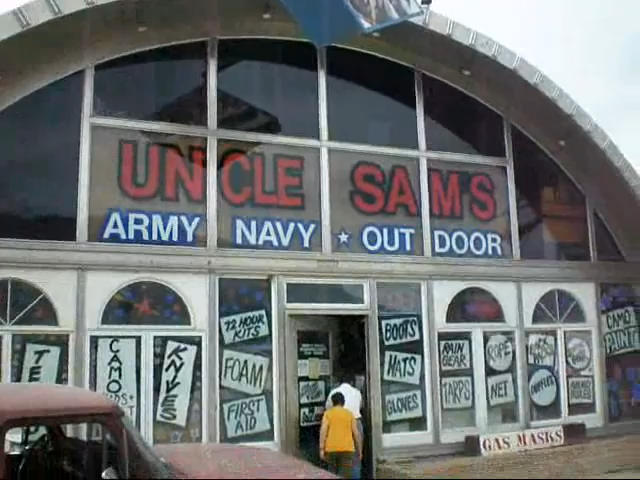 UNCLE SAM'S
ARMY NAVY ★ OUT DOOR
72 HOUR KITS
FOAM
FIRST AID
BOOTS
HATS
GLOVES
RAIN GEAR
TARPS
ROPE
NET
CAMO
KNIVES
CAMO PAINT
GAS MASKS